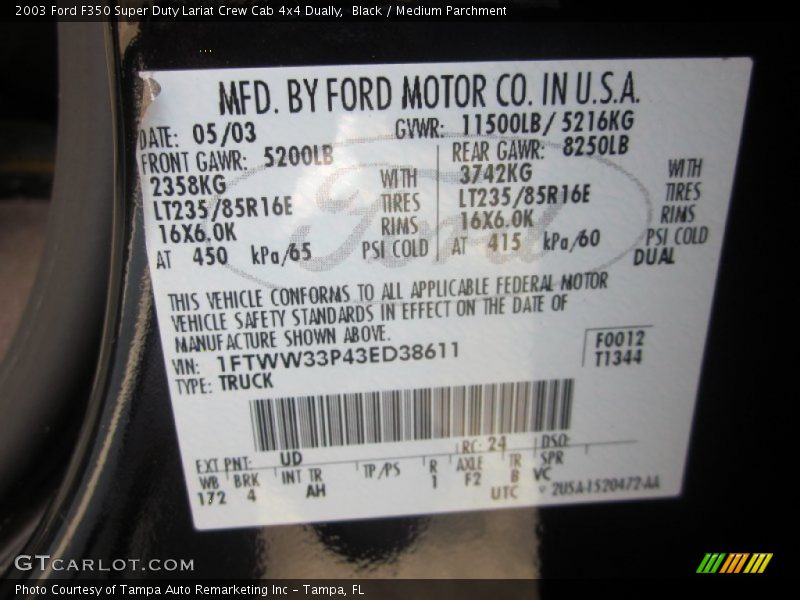 2003 Ford F350 Super Duty Lariat Crew Cab 4x4 Dually, Black / Medium Parchment
MFD. BY FORD MOTOR CO. IN U.S.A.
DATE: 05/03 GVWR: 11500LB/ 5216KG
FRONT GAWR: 5200LB REAR GAWR: 8250LB
2358KG WITH 3742KG WITH
LT235/85R16E TIRES LT235/85R16E TIRES
16X6.0K RIMS 16X6.0K RIMS
AT 450 kPa/65 PSI COLD AT 415 kPa/60 PSI COLD
DUAL
Ford
THIS VEHICLE CONFORMS TO ALL APPLICABLE FEDERAL MOTOR
VEHICLE SAFETY STANDARDS IN EFFECT ON THE DATE OF
MANUFACTURE SHOWN ABOVE.
VIN: 1FTWW33P43ED38611 F0012
TYPE: TRUCK T1344
EXT PNT: UD RC: 24 DSO:
WB BRK INT TR TP/PS R AXLE TR SPR
172 4 AH 1 F2 B VC
UTC 2USA-1520472-AA
GTCARLOT.COM
Photo Courtesy of Tampa Auto Remarketing Inc - Tampa, FL